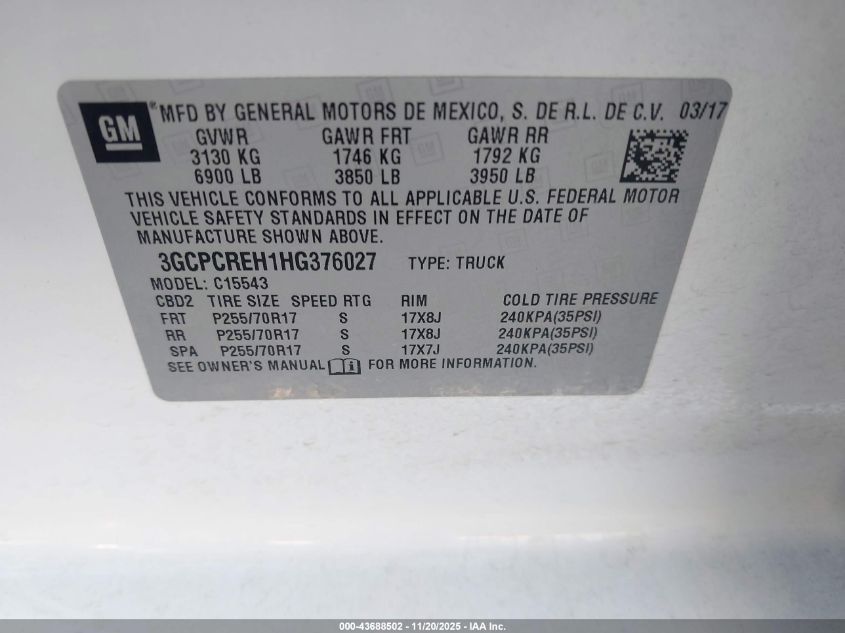 GM ® MFD BY GENERAL MOTORS DE MEXICO, S. DE R.L. DE C.V. 03/17
GVWR GAWR FRT GAWR RR
3130 KG 1746 KG 1792 KG
6900 LB 3850 LB 3950 LB
THIS VEHICLE CONFORMS TO ALL APPLICABLE U.S. FEDERAL MOTOR
VEHICLE SAFETY STANDARDS IN EFFECT ON THE DATE OF
MANUFACTURE SHOWN ABOVE.
3GCPCREH1HG376027 TYPE: TRUCK
MODEL: C15543
CBD2 TIRE SIZE SPEED RTG RIM COLD TIRE PRESSURE
FRT P255/70R17 S 17X8J 240KPA(35PSI)
RR P255/70R17 S 17X8J 240KPA(35PSI)
SPA P255/70R17 S 17X7J 240KPA(35PSI)
SEE OWNER'S MANUAL FOR MORE INFORMATION.
000-43688502 - 11/20/2025 - IAA Inc.